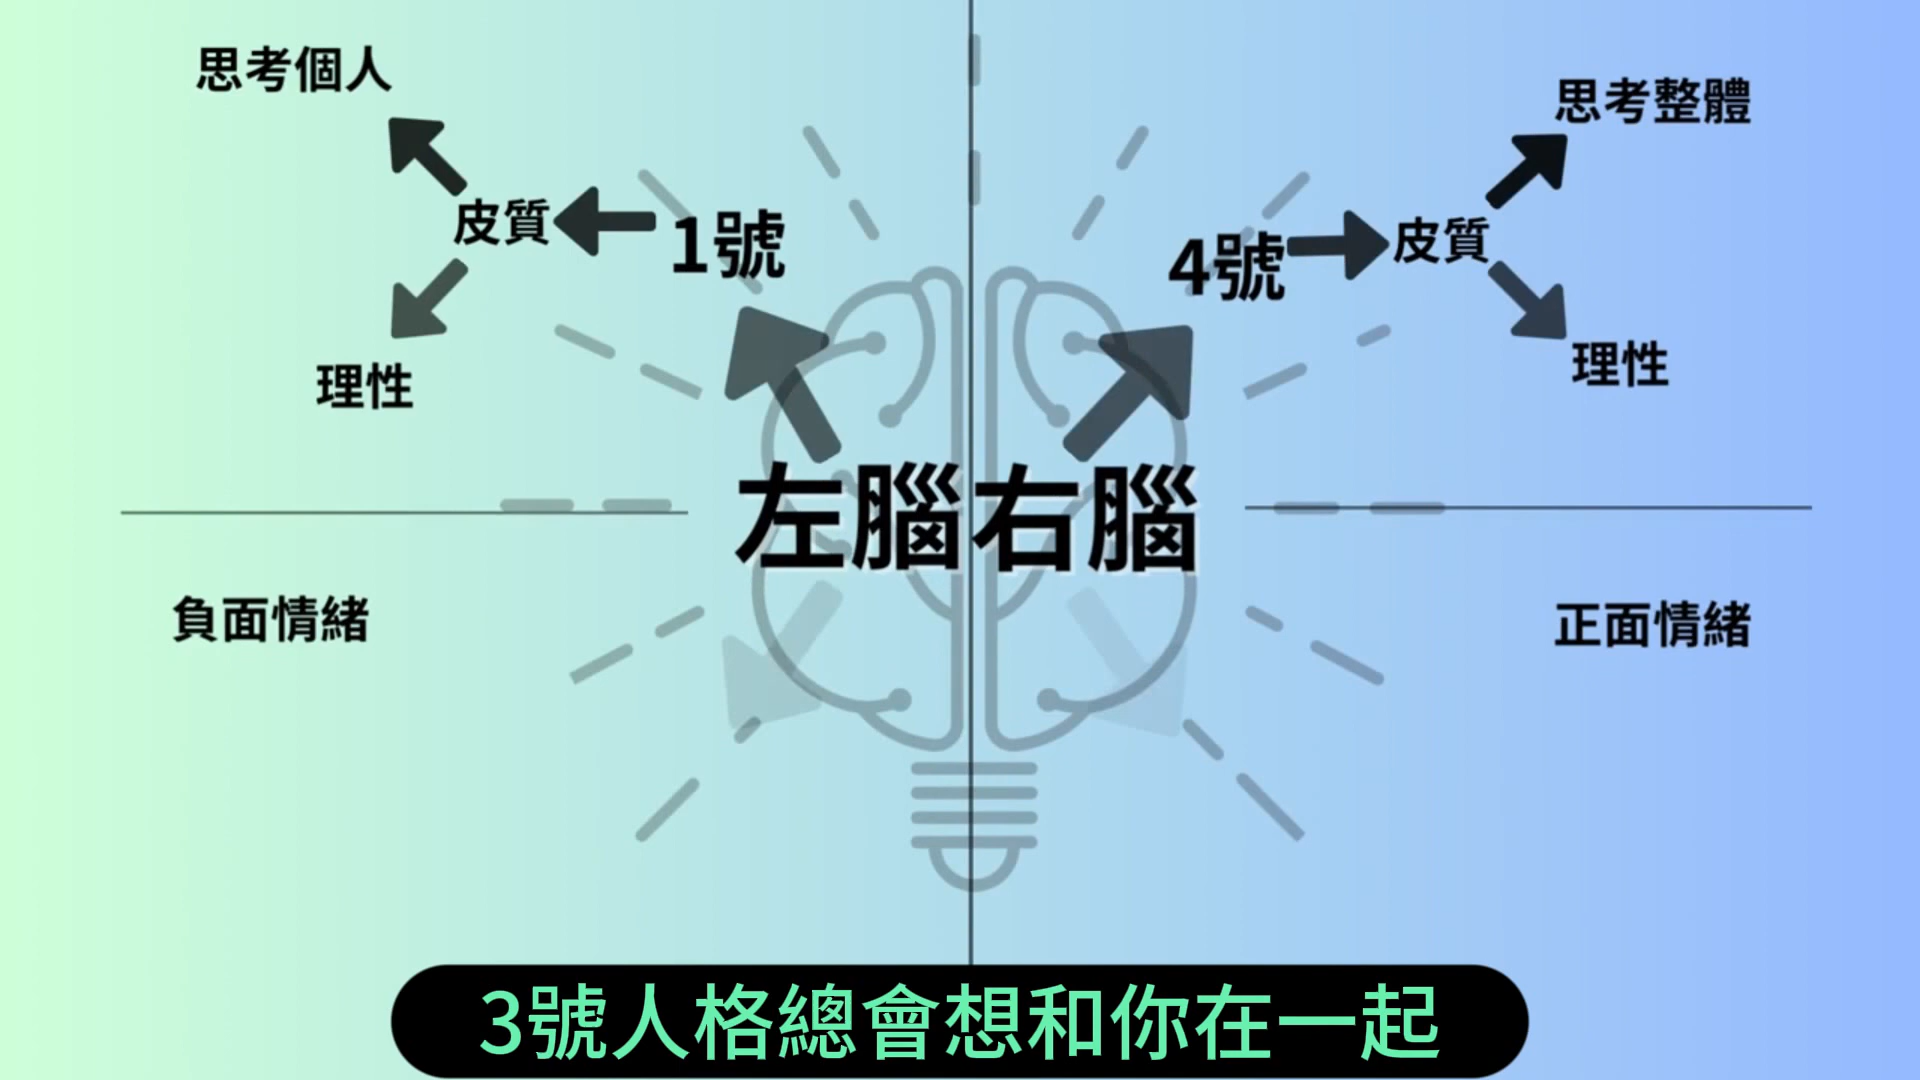 思考個人
思考整體
皮質
1號
4號
皮質
理性
理性
左腦
右腦
負面情緒
正面情緒
3號人格總會想和你在一起